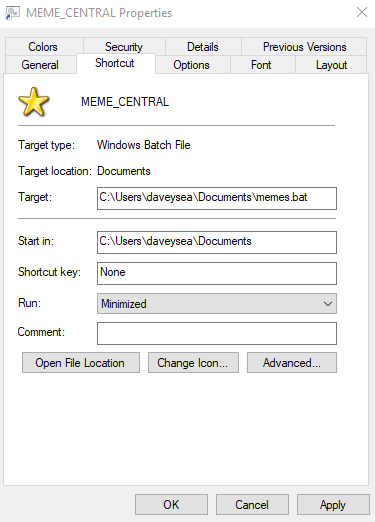 MEME_CENTRAL Properties
Colors Security Details Previous Versions
General Shortcut Options Font Layout
MEME_CENTRAL
Target type: Windows Batch File
Target location: Documents
Target: C:\Users\daveysea\Documents\memes.bat
Start in: C:\Users\daveysea\Documents
Shortcut key: None
Run: Minimized
Comment:
Open File Location Change Icon... Advanced...
OK Cancel Apply